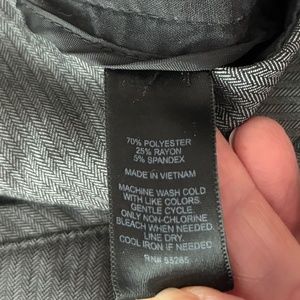 70% POLYESTER
25% RAYON
5% SPANDEX
MADE IN VIETNAM
MACHINE WASH COLD
WITH LIKE COLORS.
GENTLE CYCLE.
ONLY NON-CHLORINE
BLEACH WHEN NEEDED.
LINE DRY.
COOL IRON IF NEEDED
RN# 53285